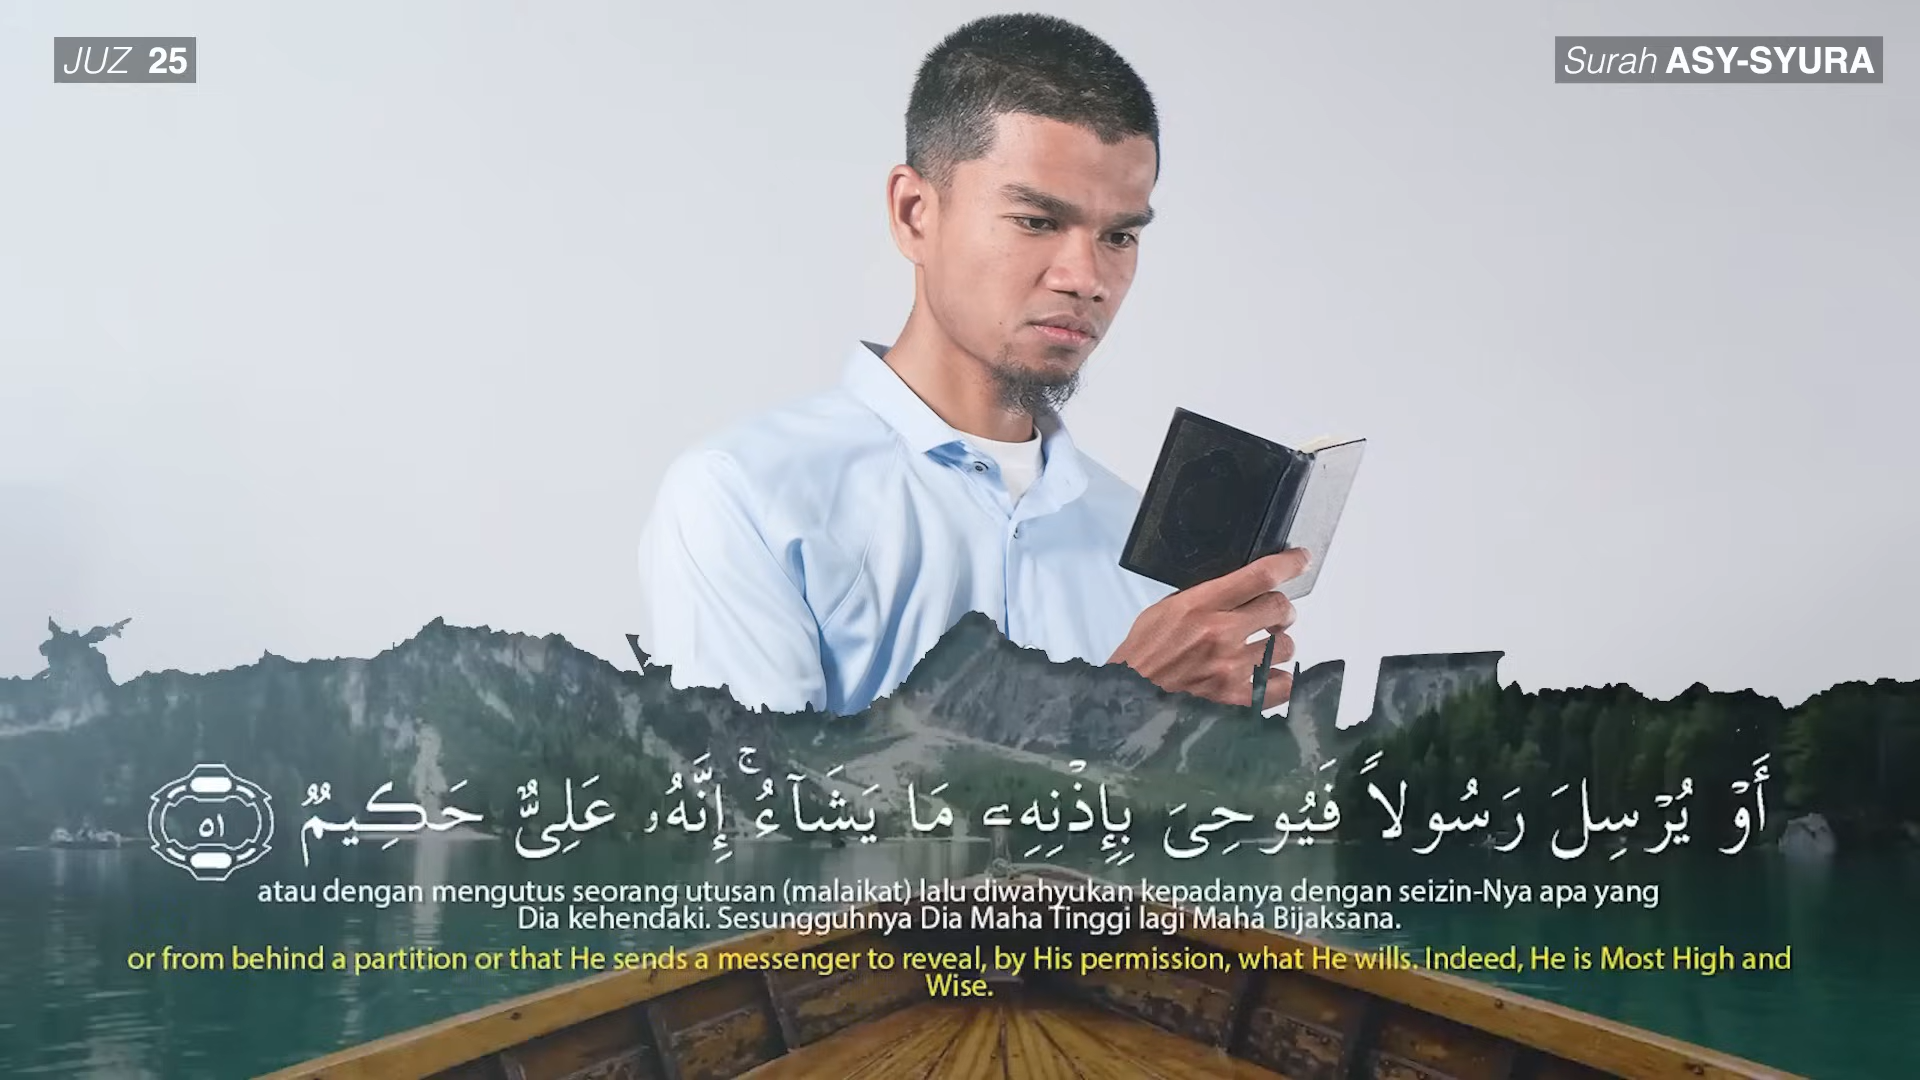 JUZ 25
Surah ASY-SYURA
أَوۡ يُرۡسِلَ رَسُولاً فَيُوحِىَ بِإِذۡنِهِۦ مَا يَشَآءُۚ إِنَّهُۥ عَلِىٌّ حَكِيمٌ ٥١
atau dengan mengutus seorang utusan (malaikat) lalu diwahyukan kepadanya dengan seizin-Nya apa yang
Dia kehendaki. Sesungguhnya Dia Maha Tinggi lagi Maha Bijaksana.
or from behind a partition or that He sends a messenger to reveal, by His permission, what He wills. Indeed, He is Most High and
Wise.